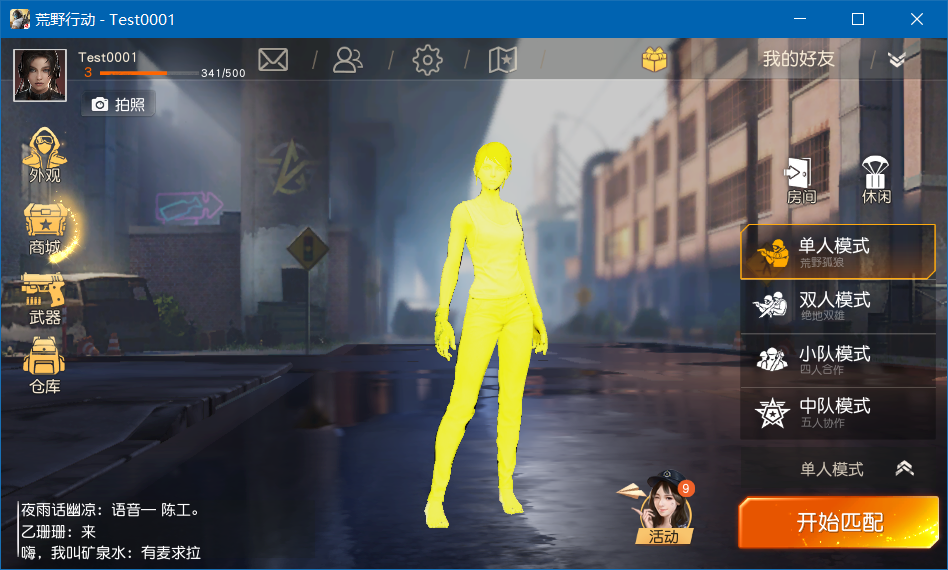 荒野行动 - Test0001
Test0001
3
341/500
我的好友
拍照
外观
商城
武器
仓库
房间
休闲
单人模式
荒野孤狼
双人模式
绝地双雄
小队模式
四人合作
中队模式
五人协作
单人模式
开始匹配
9
活动
夜雨话幽凉：语音一 陈工。
乙珊珊：来
嗨，我叫矿泉水：有麦求拉